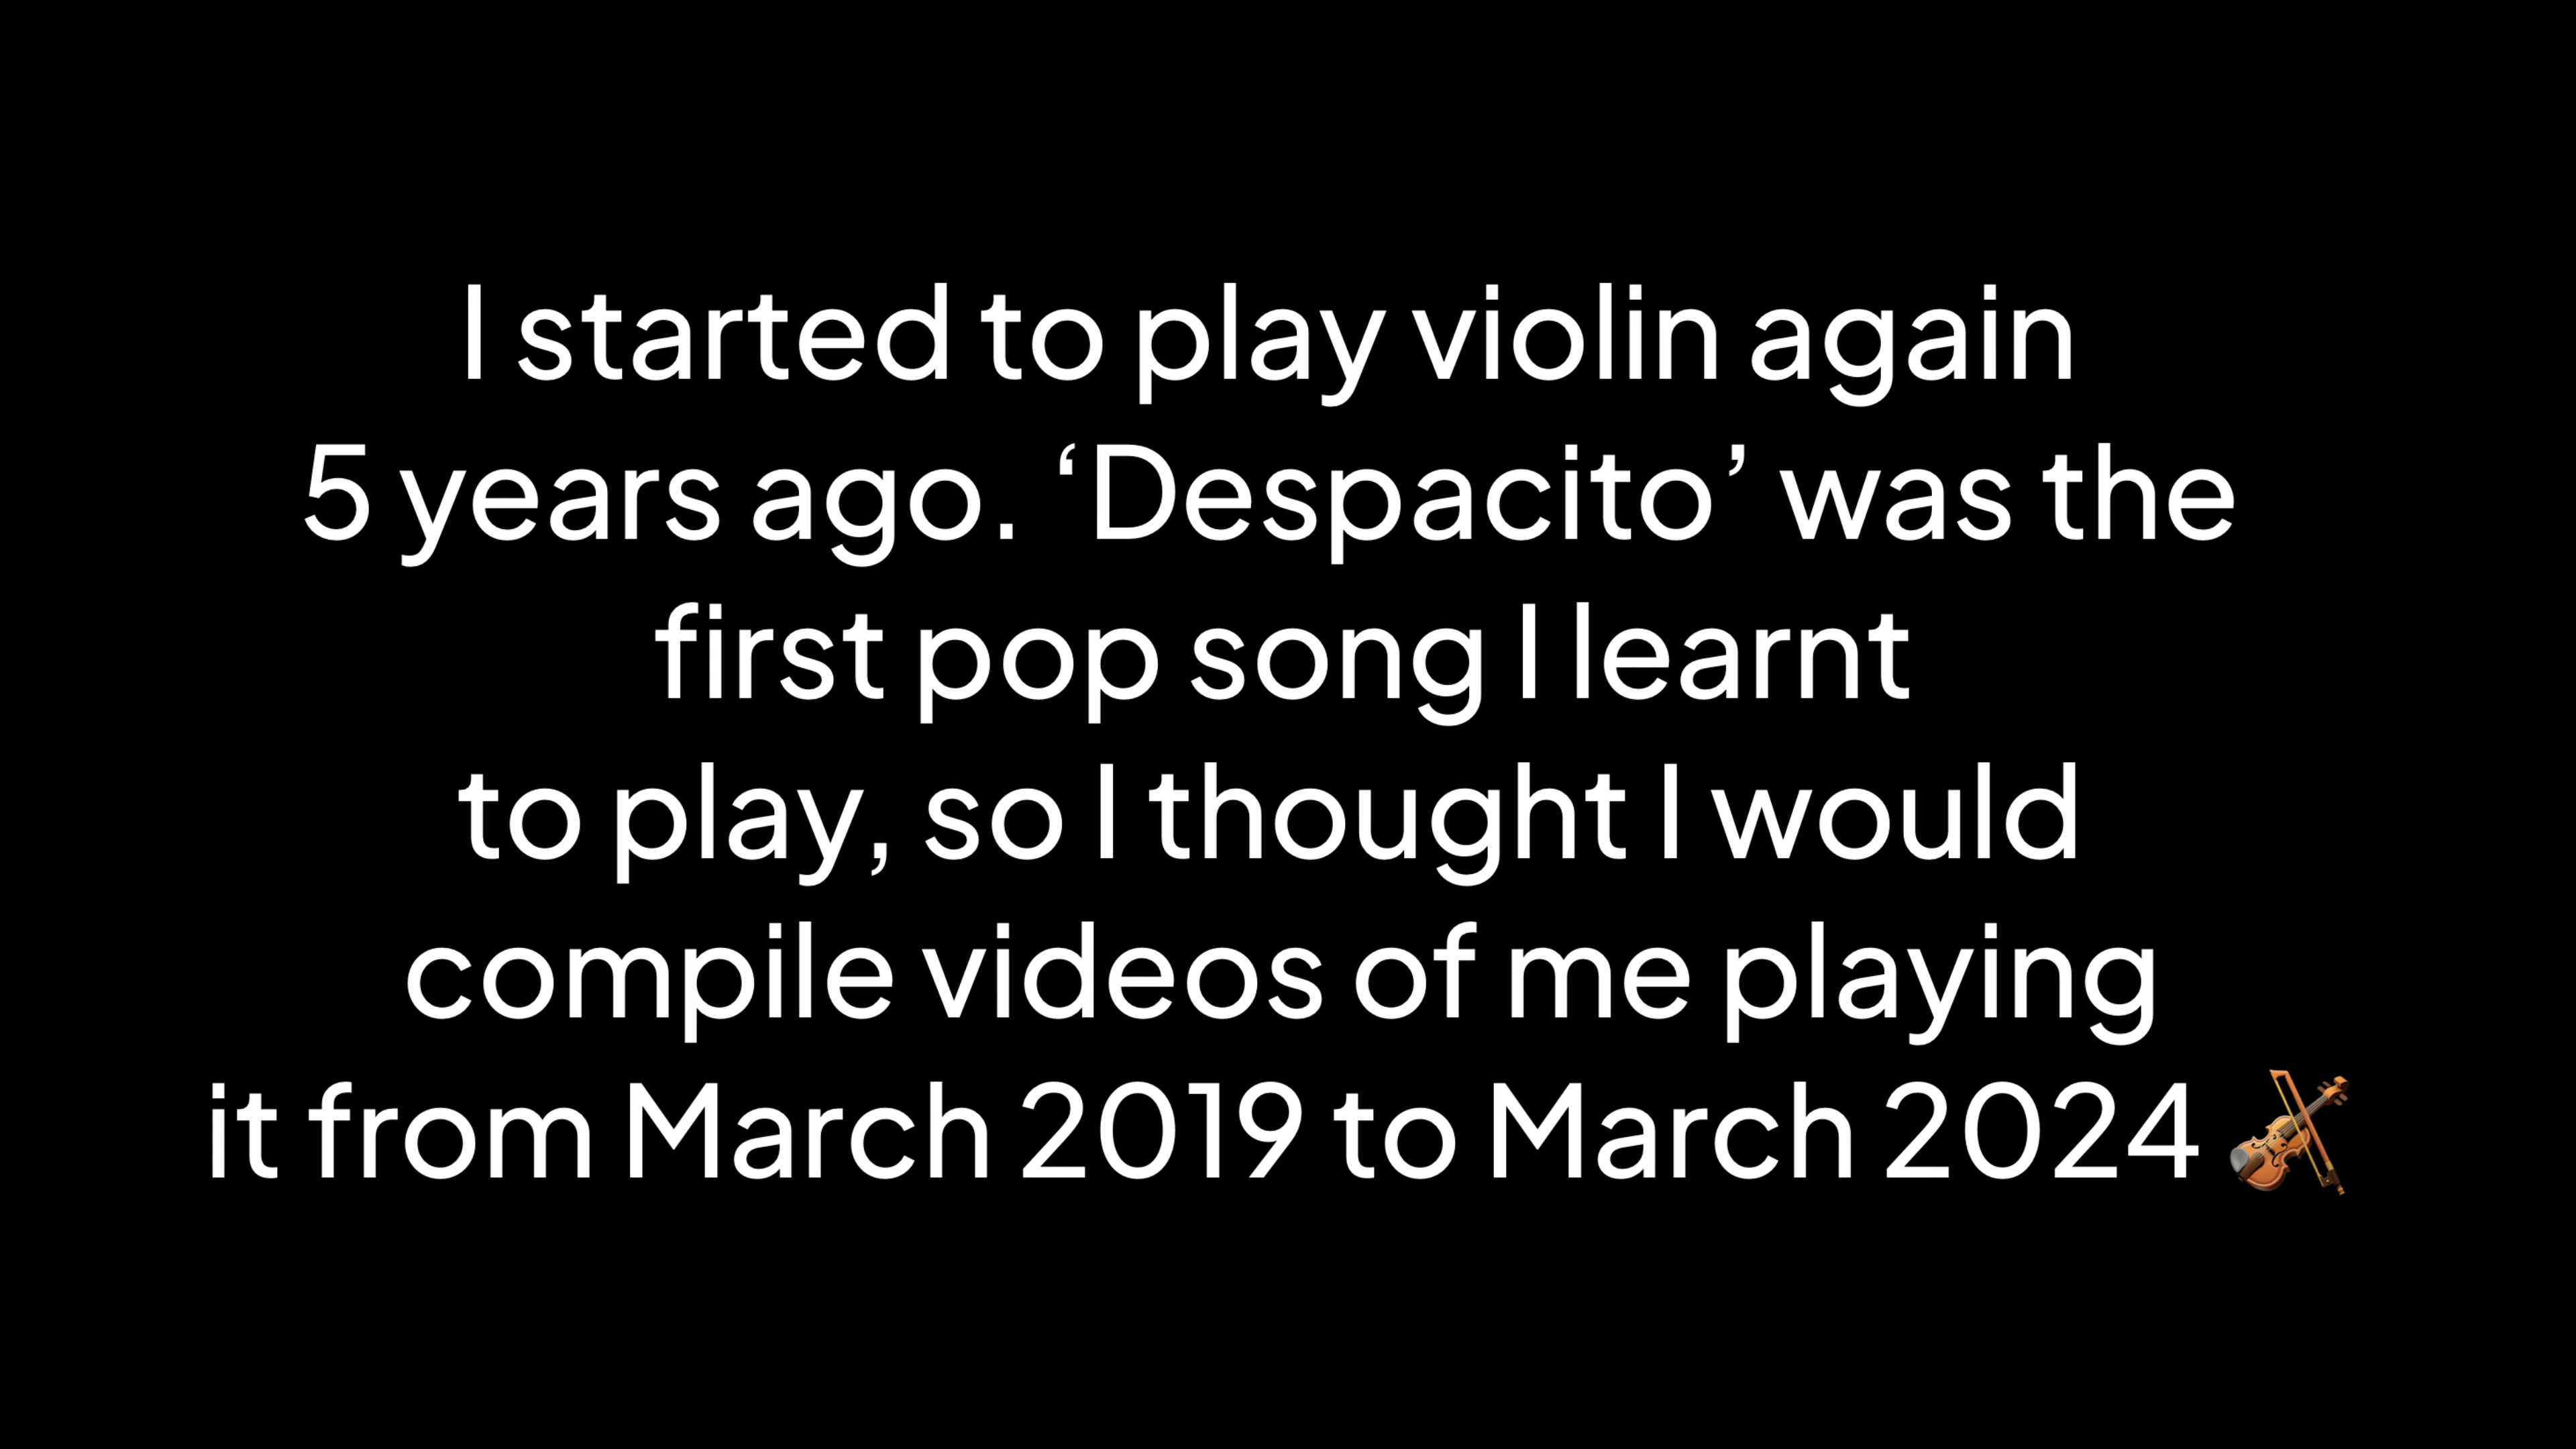 I started to play violin again
5 years ago. ‘Despacito’ was the
first pop song I learnt
to play, so I thought I would
compile videos of me playing
it from March 2019 to March 2024 🎻